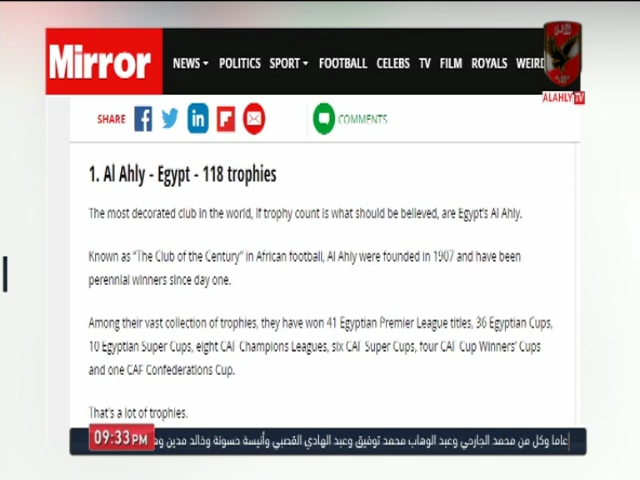 Mirror
NEWS POLITICS SPORT FOOTBALL CELEBS TV FILM ROYALS WEIRD
ALAHLY TV
SHARE COMMENTS
1. Al Ahly - Egypt - 118 trophies
The most decorated club in the world, if trophy count is what should be believed, are Egypt's Al Ahly.
Known as "The Club of the Century" in African football, Al Ahly were founded in 1907 and have been
perennial winners since day one.
Among their vast collection of trophies, they have won 41 Egyptian Premier League titles, 36 Egyptian Cups,
10 Egyptian Super Cups, eight CAF Champions Leagues, six CAF Super Cups, four CAF Cup Winners' Cups
and one CAF Confederations Cup.
That's a lot of trophies.
09:33 PM
عاما وكل من محمد الجارحي وعبد الوهاب محمد توفيق وعبد الهادي القصبي وأنيسة حسونة وخالد مدين